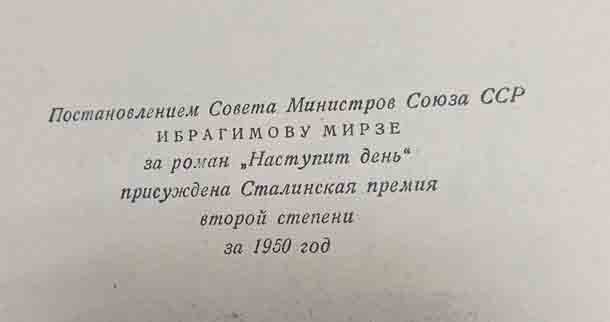 Постановлением Совета Министров Союза ССР
ИБРАГИМОВУ МИРЗЕ
за роман „Наступит день“
присуждена Сталинская премия
второй степени
за 1950 год